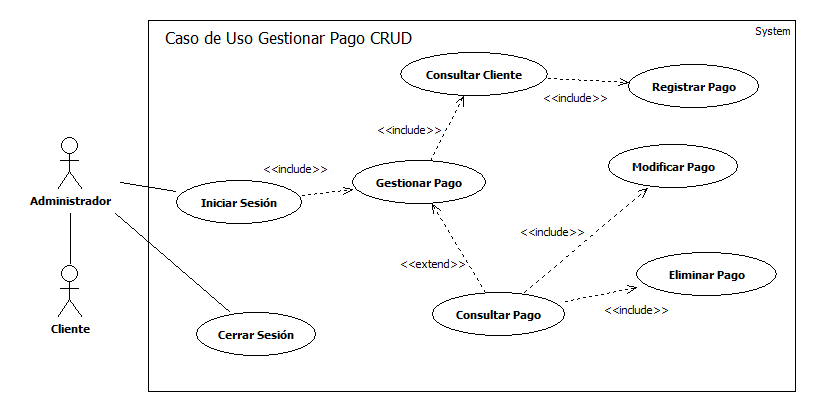 System
Caso de Uso Gestionar Pago CRUD
Consultar Cliente
Registrar Pago
<<include>>
<<include>>
Modificar Pago
<<include>>
Gestionar Pago
Administrador
Iniciar Sesión
<<include>>
<<extend>>
Eliminar Pago
<<include>>
Consultar Pago
Cliente
Cerrar Sesión